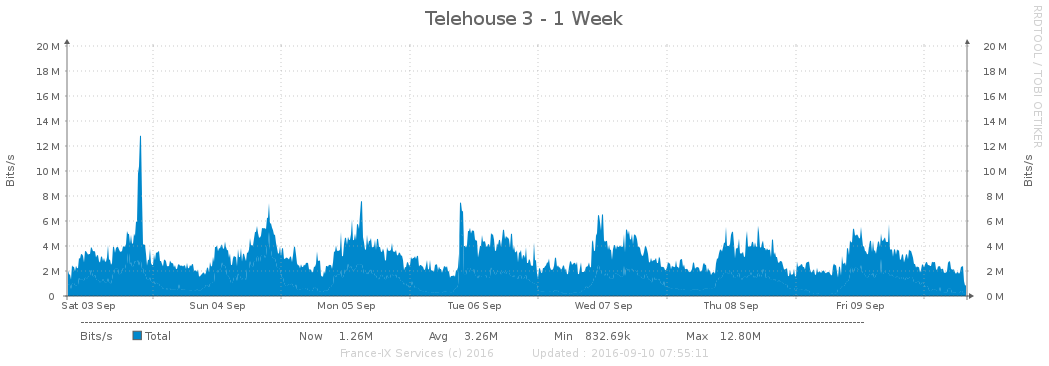 Telehouse 3 - 1 Week
RRDTOOL / TOBI OETIKER
Bits/s
Bits/s
20 M 20 M
18 M 18 M
16 M 16 M
14 M 14 M
12 M 12 M
10 M 10 M
8 M 8 M
6 M 6 M
4 M 4 M
2 M 2 M
0 0 M
Sat 03 Sep Sun 04 Sep Mon 05 Sep Tue 06 Sep Wed 07 Sep Thu 08 Sep Fri 09 Sep
Bits/s Total Now 1.26M Avg 3.26M Min 832.69k Max 12.80M
France-IX Services (c) 2016 Updated : 2016-09-10 07:55:11